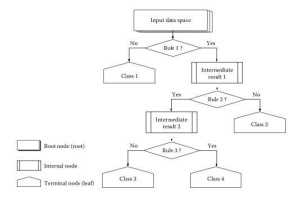 Input data space
No
Rule 1 ?
Yes
Class 1
Intermediate
result 1
Yes
Rule 2 ?
No
Intermediate
result 2
Class 2
No
Rule 3 ?
Yes
Class 3
Class 4
Root node (root)
Internal node
Terminal node (leaf)